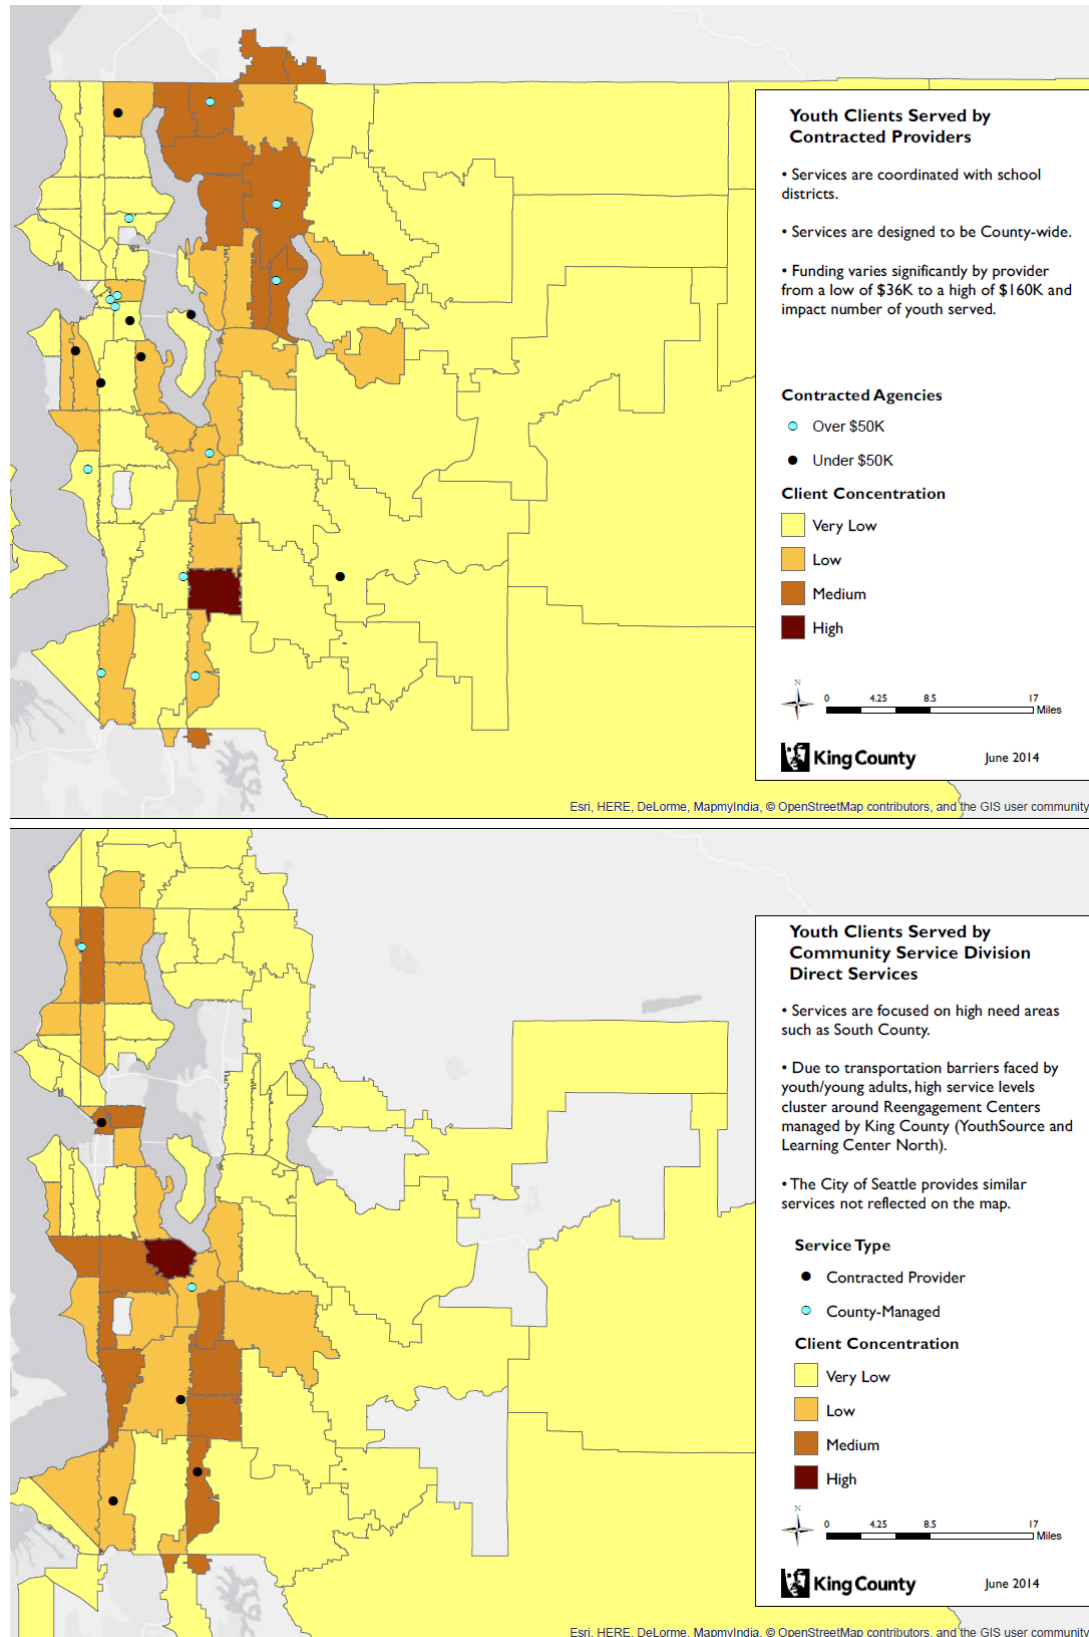 Youth Clients Served by
Contracted Providers
• Services are coordinated with school
districts.
• Services are designed to be County-wide.
• Funding varies significantly by provider
from a low of $36K to a high of $160K and
impact number of youth served.
Contracted Agencies
Over $50K
Under $50K
Client Concentration
Very Low
Low
Medium
High
N
0 4.25 8.5 17
Miles
King County June 2014
Esri, HERE, DeLorme, MapmyIndia, © OpenStreetMap contributors, and the GIS user community
Youth Clients Served by
Community Service Division
Direct Services
• Services are focused on high need areas
such as South County.
• Due to transportation barriers faced by
youth/young adults, high service levels
cluster around Reengagement Centers
managed by King County (YouthSource and
Learning Center North).
• The City of Seattle provides similar
services not reflected on the map.
Service Type
Contracted Provider
County-Managed
Client Concentration
Very Low
Low
Medium
High
N
0 4.25 8.5 17
Miles
King County June 2014
Esri, HERE, DeLorme, MapmyIndia, © OpenStreetMap contributors, and the GIS user community